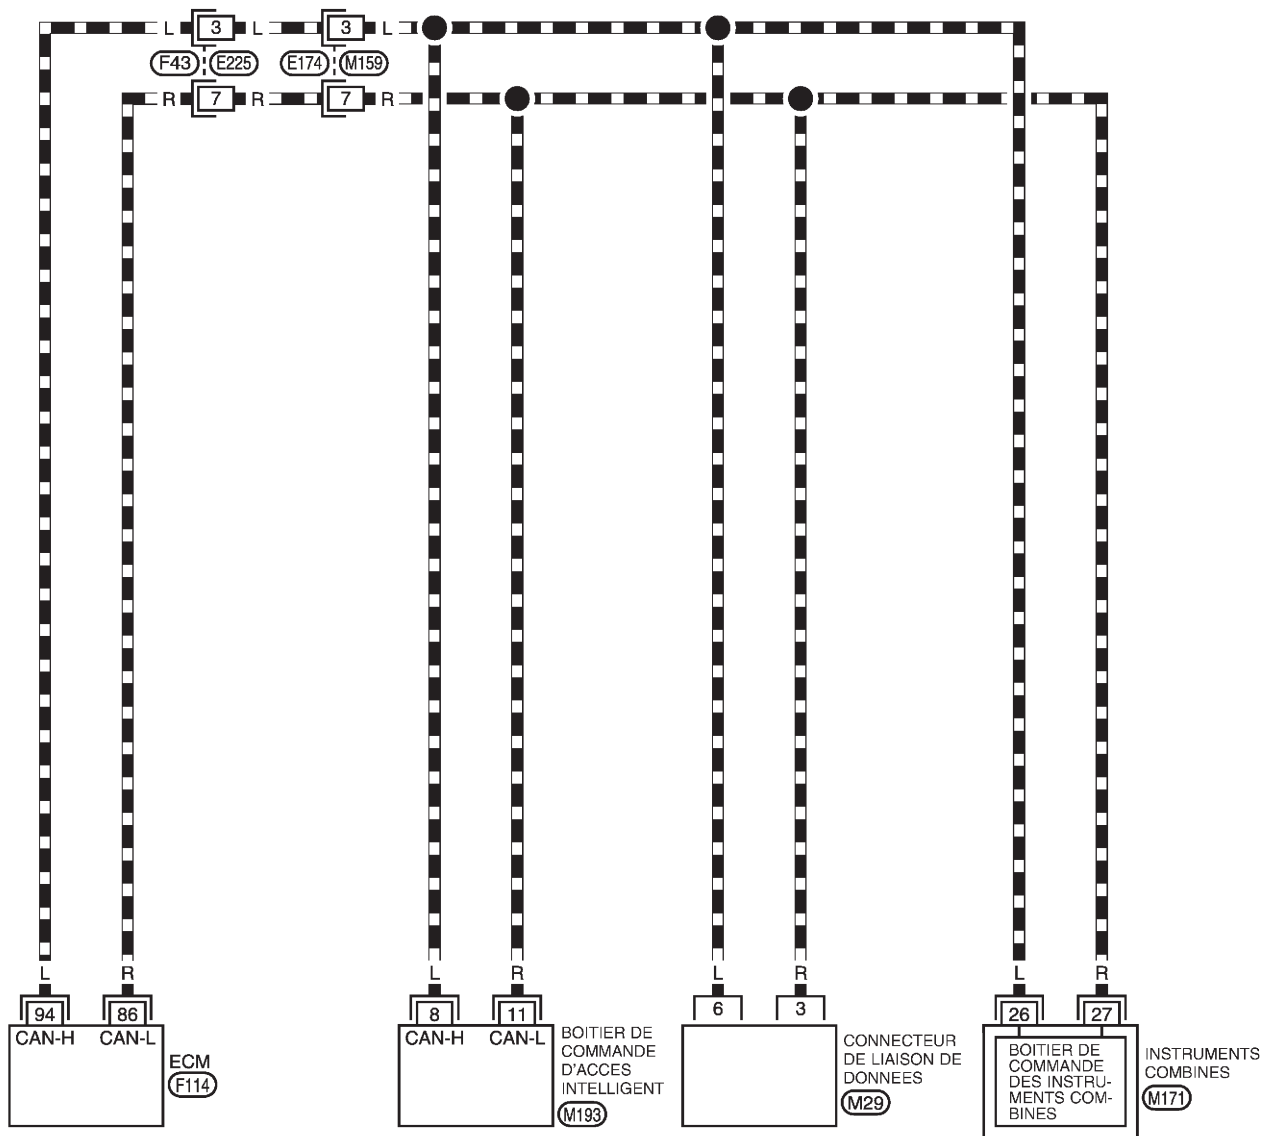 L 3 L 3 L
F43 E225 E174 M159
R 7 R 7 R
L R L R L R L R
94 86 8 11 6 3 26 27
CAN-H CAN-L
ECM
F114
CAN-H CAN-L
BOITIER DE
COMMANDE
D'ACCES
INTELLIGENT
M193
CONNECTEUR
DE LIAISON DE
DONNEES
M29
BOITIER DE
COMMANDE
DES INSTRU-
MENTS COM-
BINES
INSTRUMENTS
COMBINES
M171